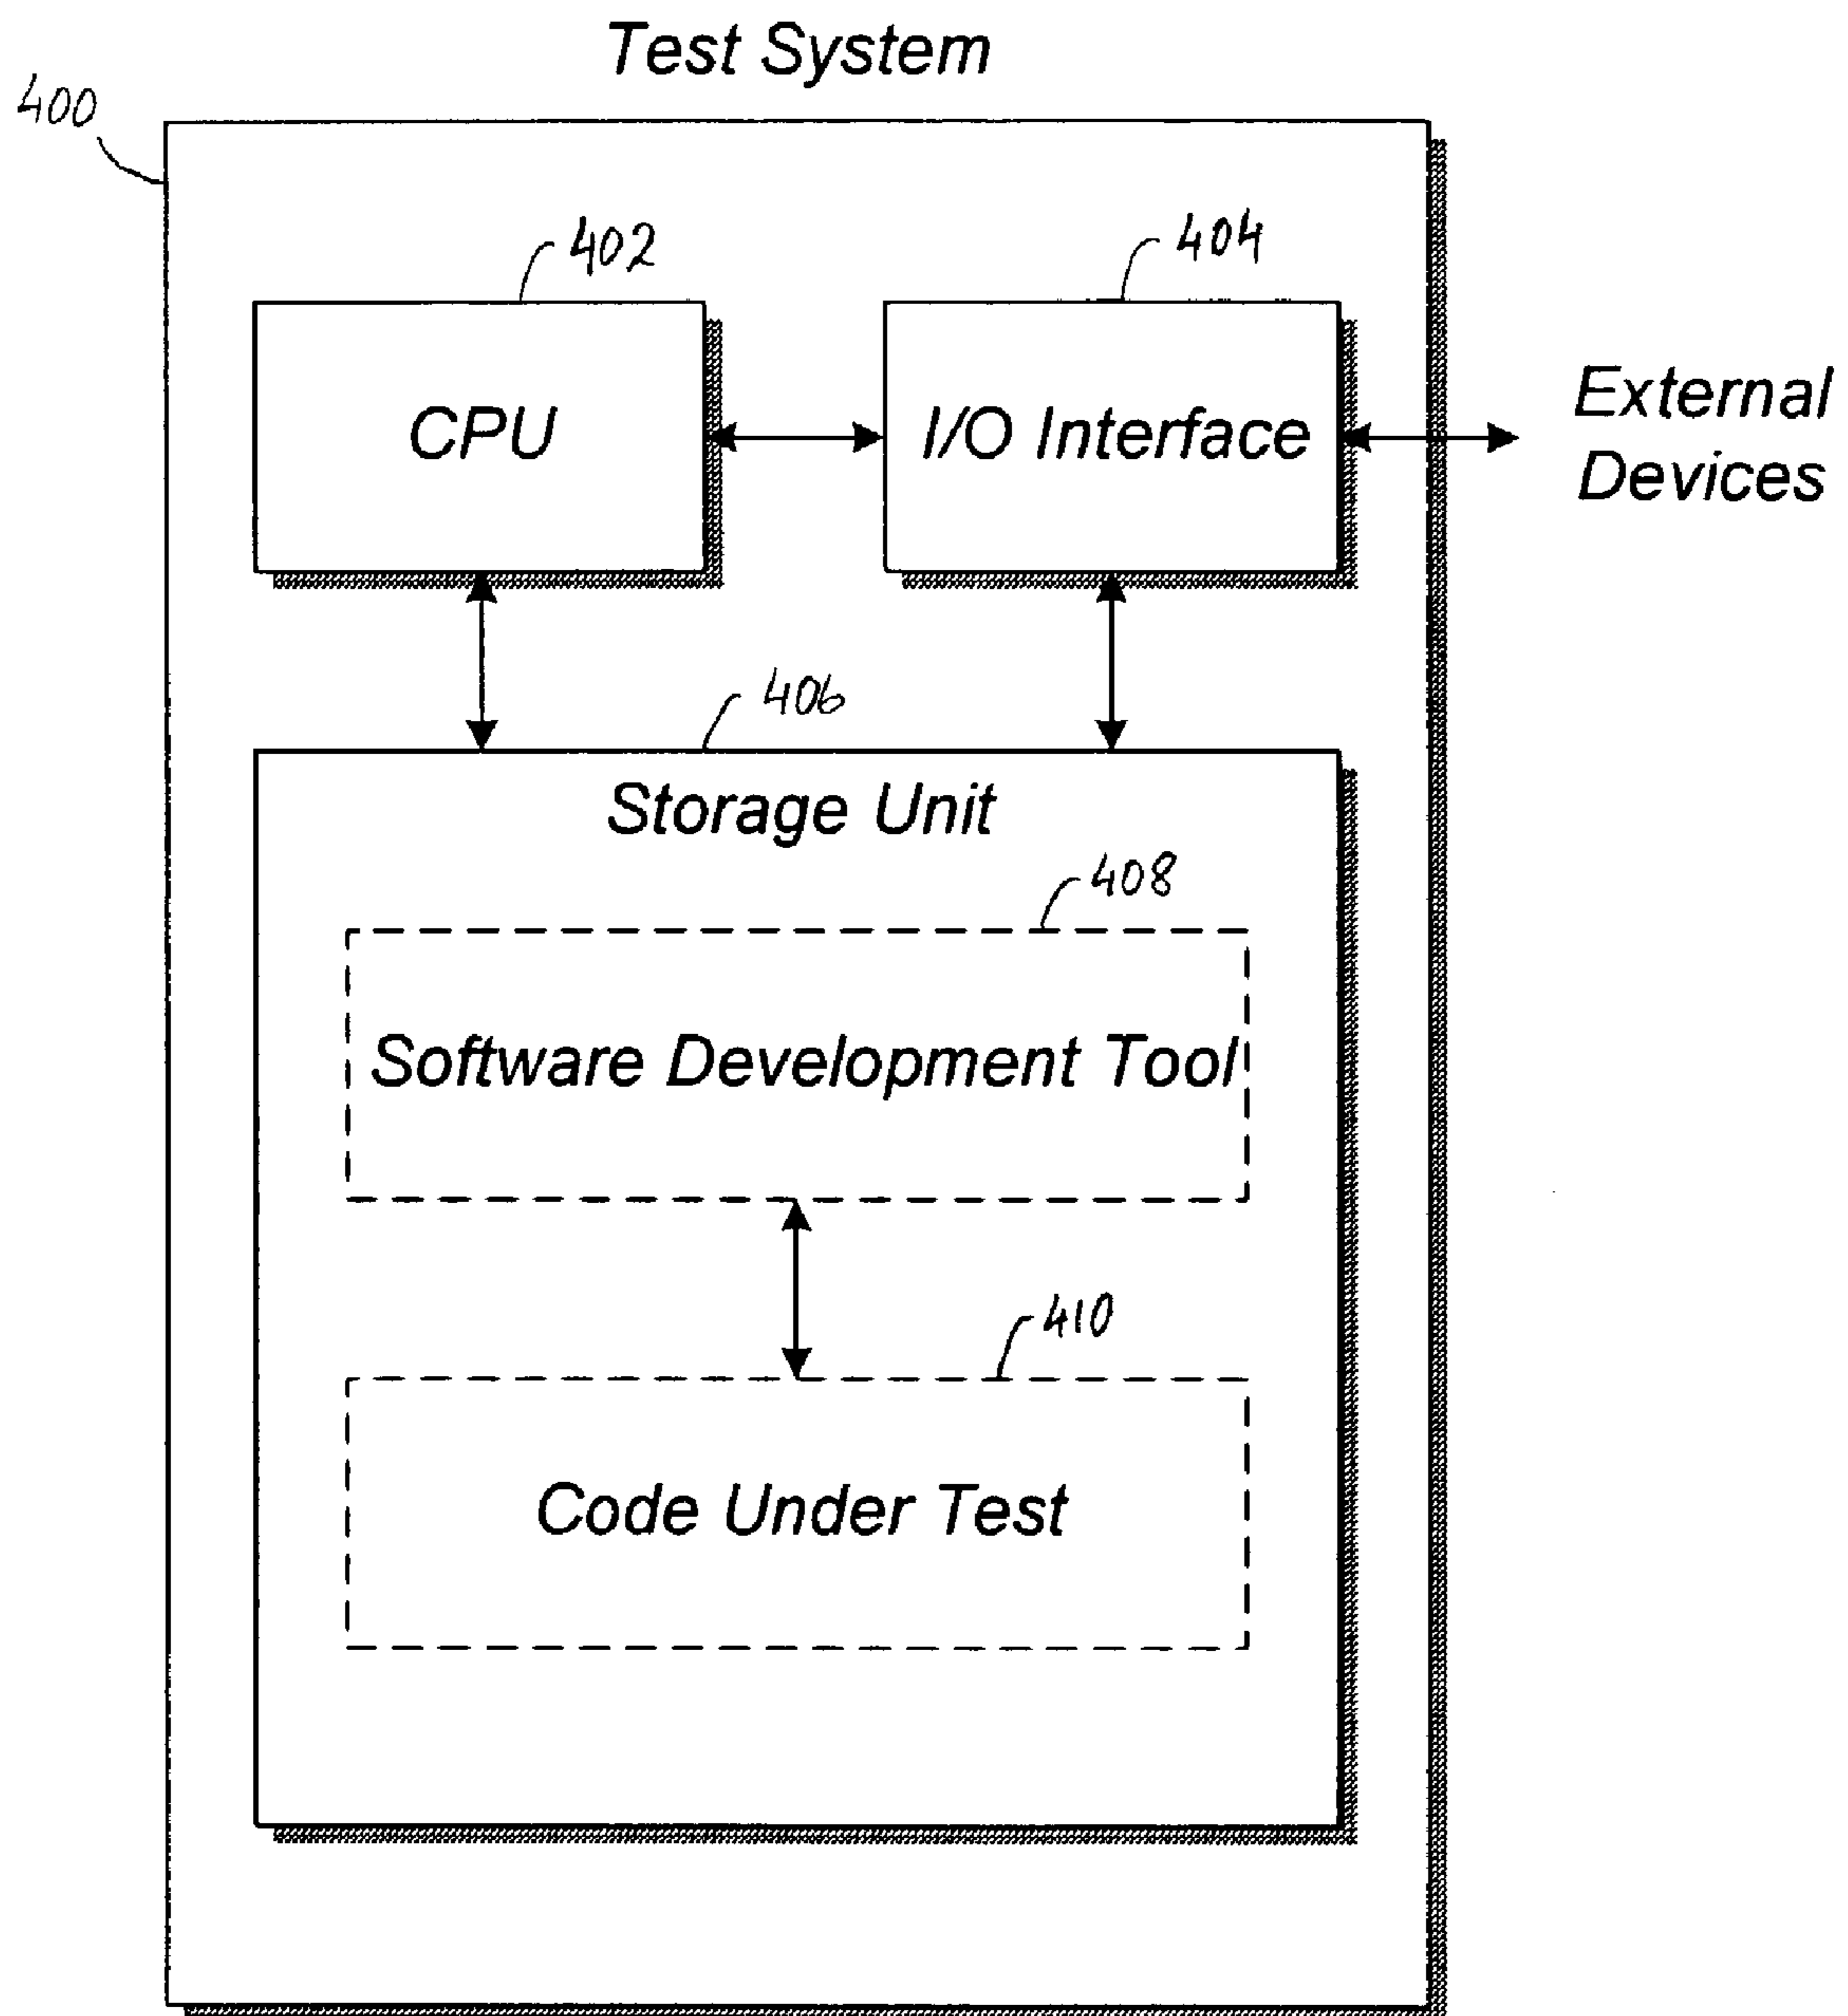 Test System
400
402
404
CPU
I/O Interface
External
Devices
406
Storage Unit
408
Software Development Tool
410
Code Under Test